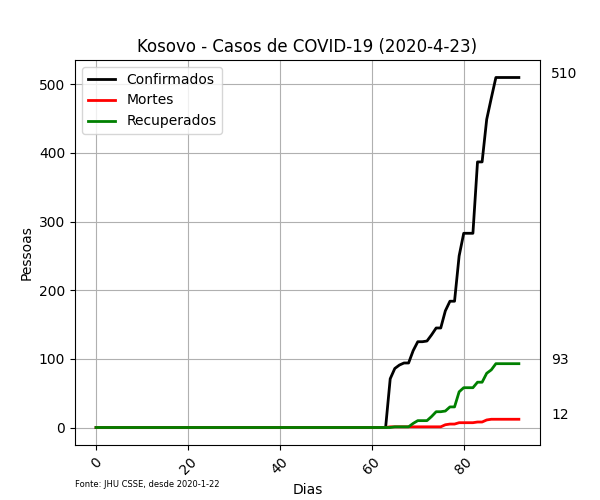 Kosovo - Casos de COVID-19 (2020-4-23)
Confirmados
Mortes
Recuperados
510
93
12
500
400
300
200
100
0
Pessoas
0
20
40
60
80
Dias
Fonte: JHU CSSE, desde 2020-1-22